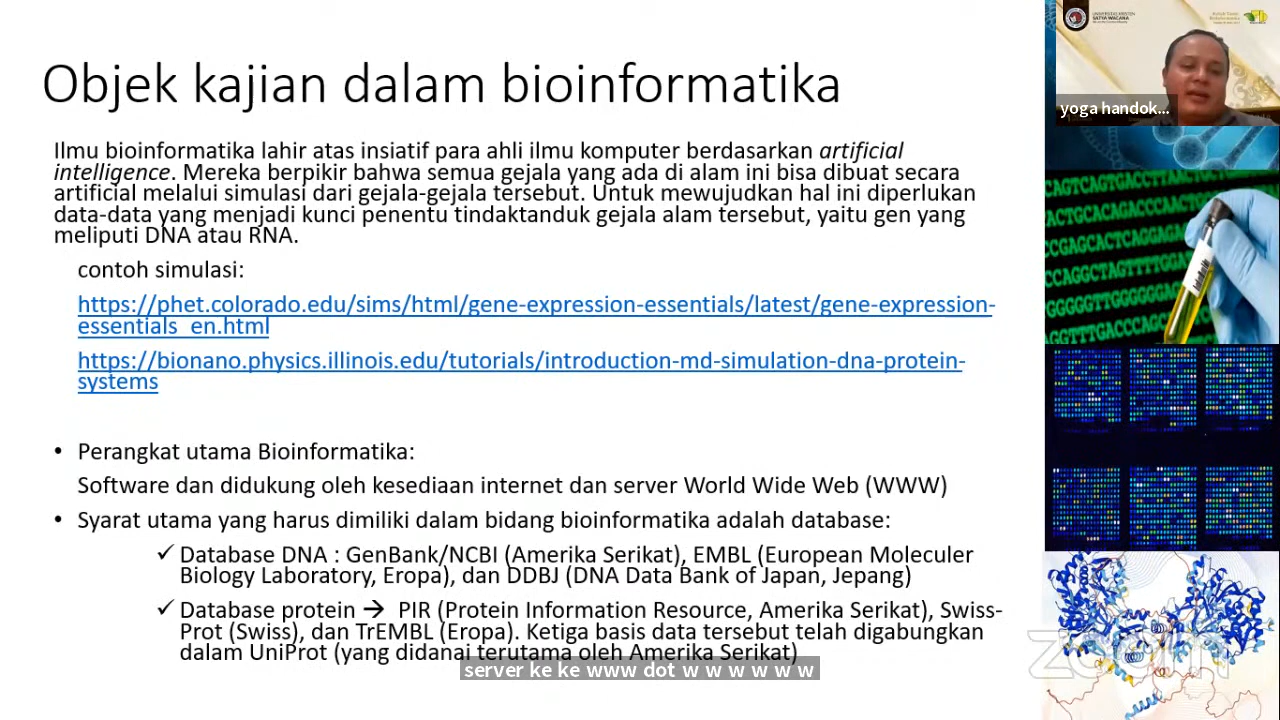 Objek kajian dalam bioinformatika
Ilmu bioinformatika lahir atas insiatif para ahli ilmu komputer berdasarkan artificial
intelligence. Mereka berpikir bahwa semua gejala yang ada di alam ini bisa dibuat secara
artificial melalui simulasi dari gejala-gejala tersebut. Untuk mewujudkan hal ini diperlukan
data-data yang menjadi kunci penentu tindaktanduk gejala alam tersebut, yaitu gen yang
meliputi DNA atau RNA.
contoh simulasi:
https://phet.colorado.edu/sims/html/gene-expression-essentials/latest/gene-expression-
essentials_en.html
https://bionano.physics.illinois.edu/tutorials/introduction-md-simulation-dna-protein-
systems
• Perangkat utama Bioinformatika:
Software dan didukung oleh kesediaan internet dan server World Wide Web (WWW)
• Syarat utama yang harus dimiliki dalam bidang bioinformatika adalah database:
✓ Database DNA : GenBank/NCBI (Amerika Serikat), EMBL (European Moleculer
Biology Laboratory, Eropa), dan DDBJ (DNA Data Bank of Japan, Jepang)
✓ Database protein → PIR (Protein Information Resource, Amerika Serikat), Swiss-
Prot (Swiss), dan TrEMBL (Eropa). Ketiga basis data tersebut telah digabungkan
dalam UniProt (yang didanai terutama oleh Amerika Serikat)
server ke ke www dot w w w w w w
UNIVERSITAS KRISTEN
SATYA WACANA
yoga handok...
zoom